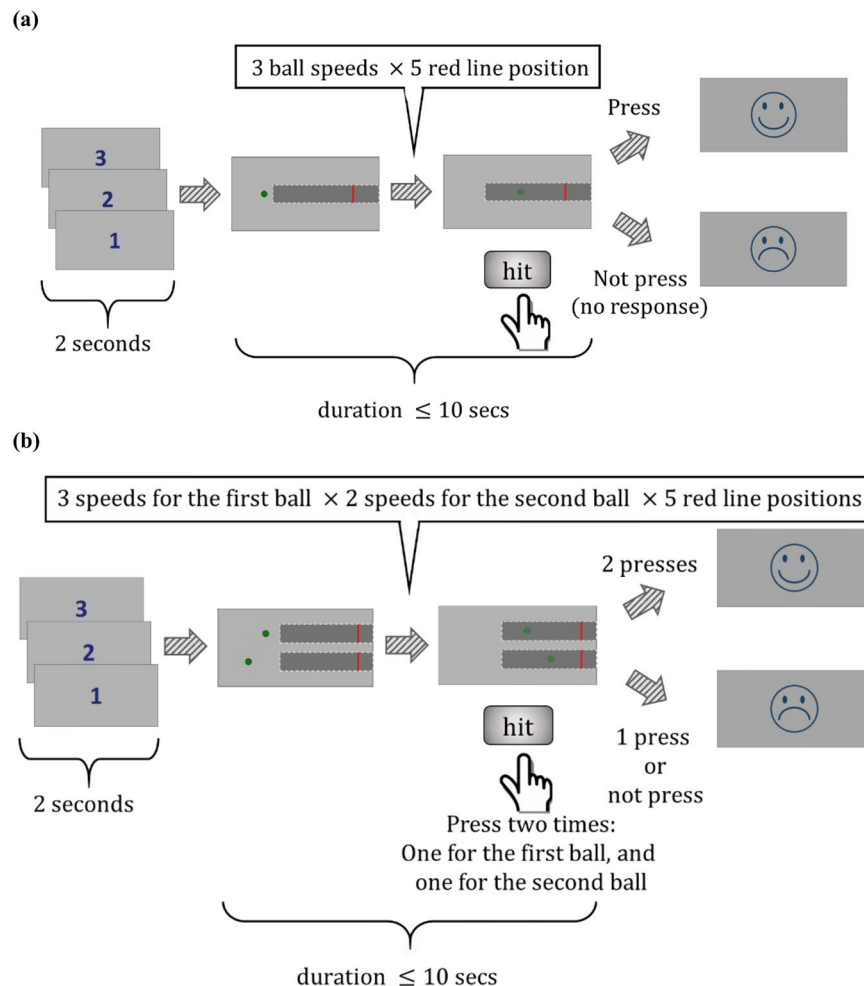 (a)
3 ball speeds × 5 red line position
3
2
1
2 seconds
hit
duration ≤ 10 secs
Press
Not press
(no response)
(b)
3 speeds for the first ball × 2 speeds for the second ball × 5 red line positions
3
2
1
2 seconds
hit
Press two times:
One for the first ball, and
one for the second ball
duration ≤ 10 secs
2 presses
1 press
or
not press